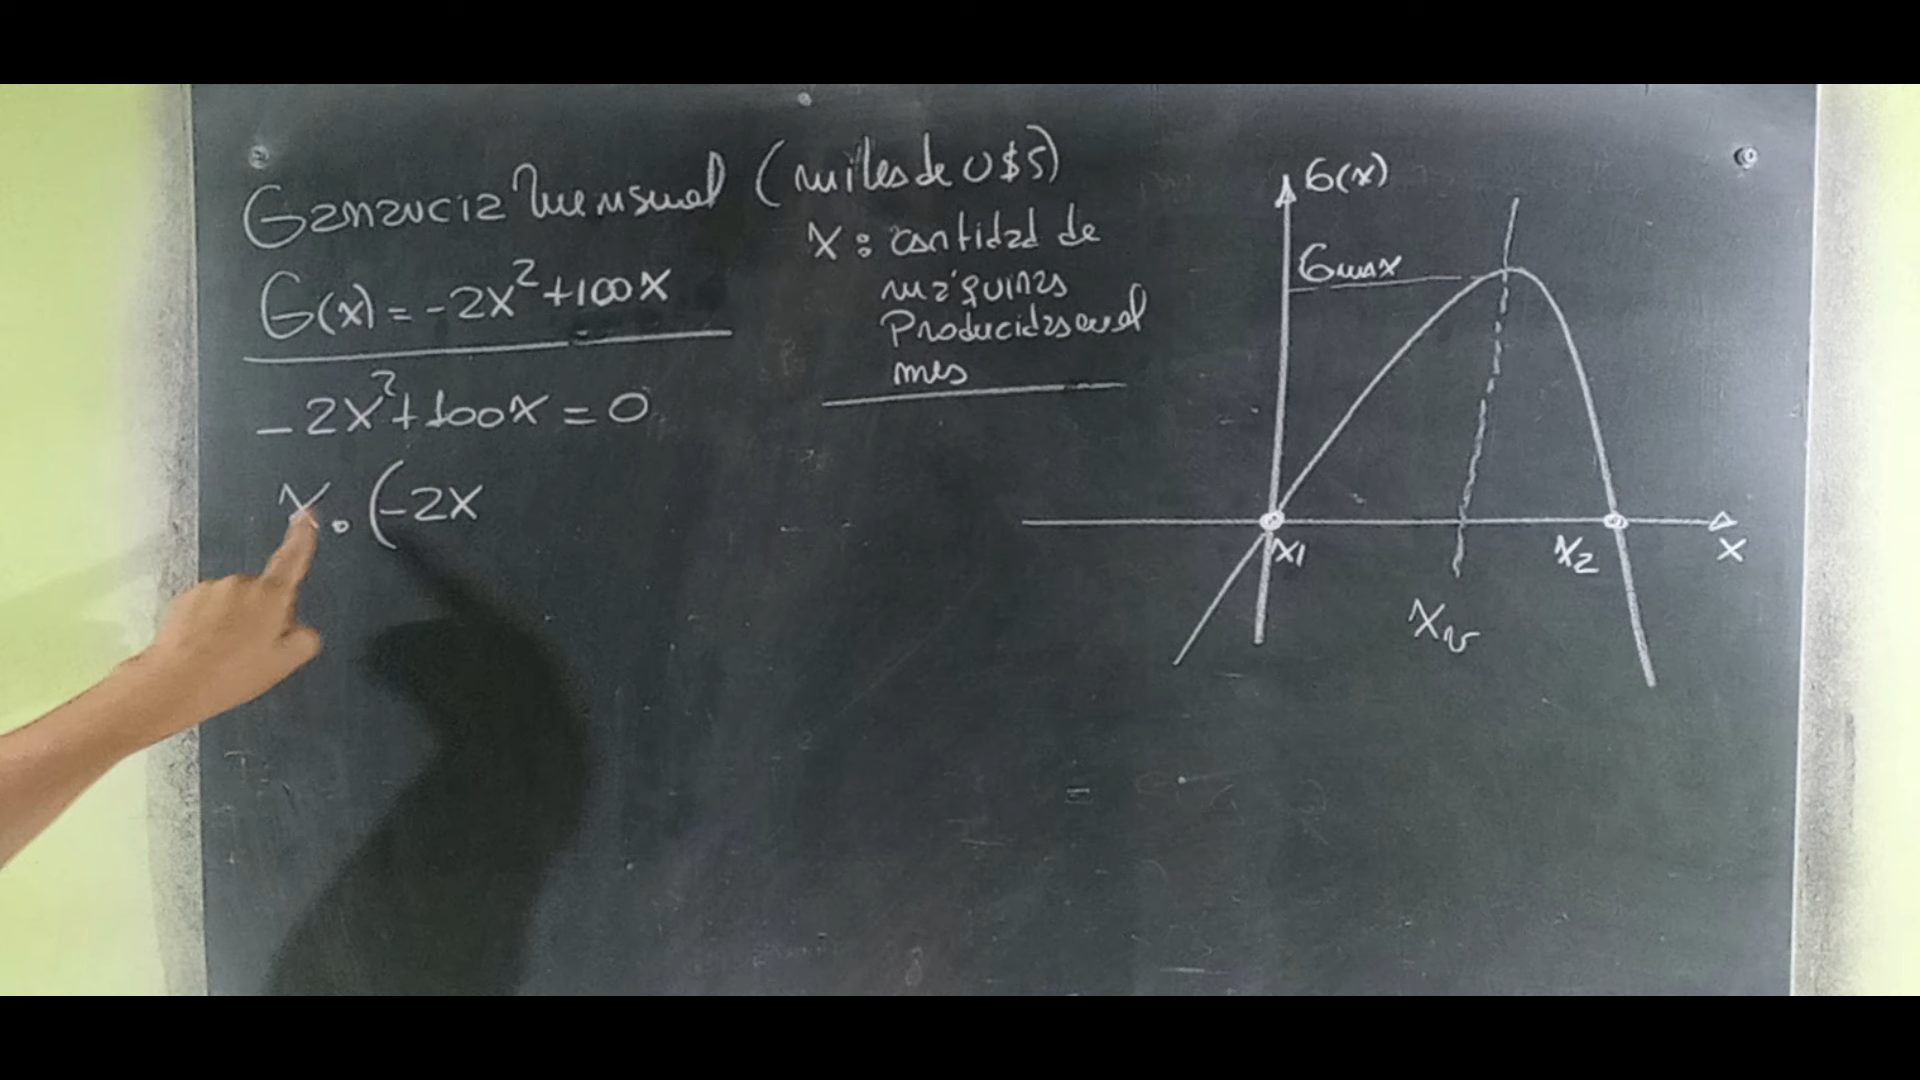 Ganancia Mensual (miles de U$S)
G(x) = -2x²+100x
x : cantidad de
máquinas
Producidas en el
mes
-2x²+100x = 0
x . (-2x
G(x)
Gmax
x1
x2
x
xv